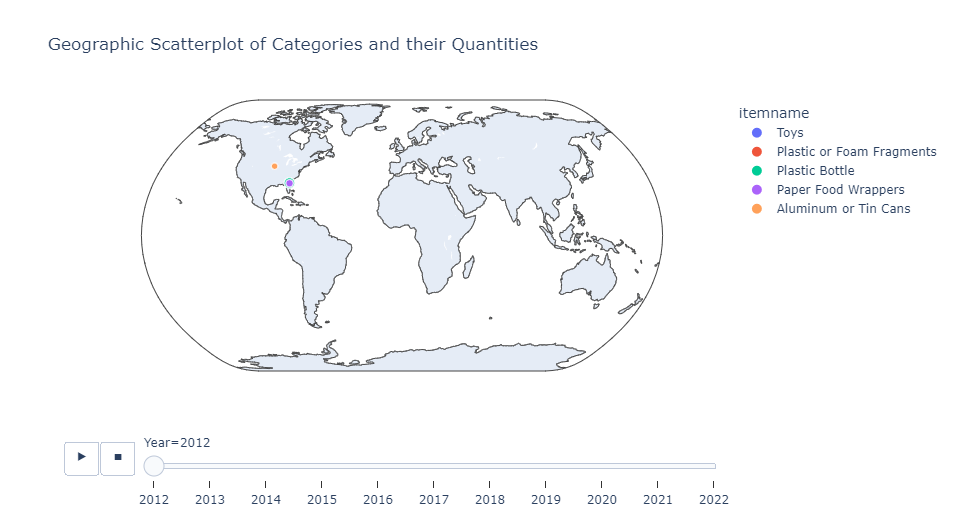 Geographic Scatterplot of Categories and their Quantities
itemname
Toys
Plastic or Foam Fragments
Plastic Bottle
Paper Food Wrappers
Aluminum or Tin Cans
Year=2012
2012 2013 2014 2015 2016 2017 2018 2019 2020 2021 2022